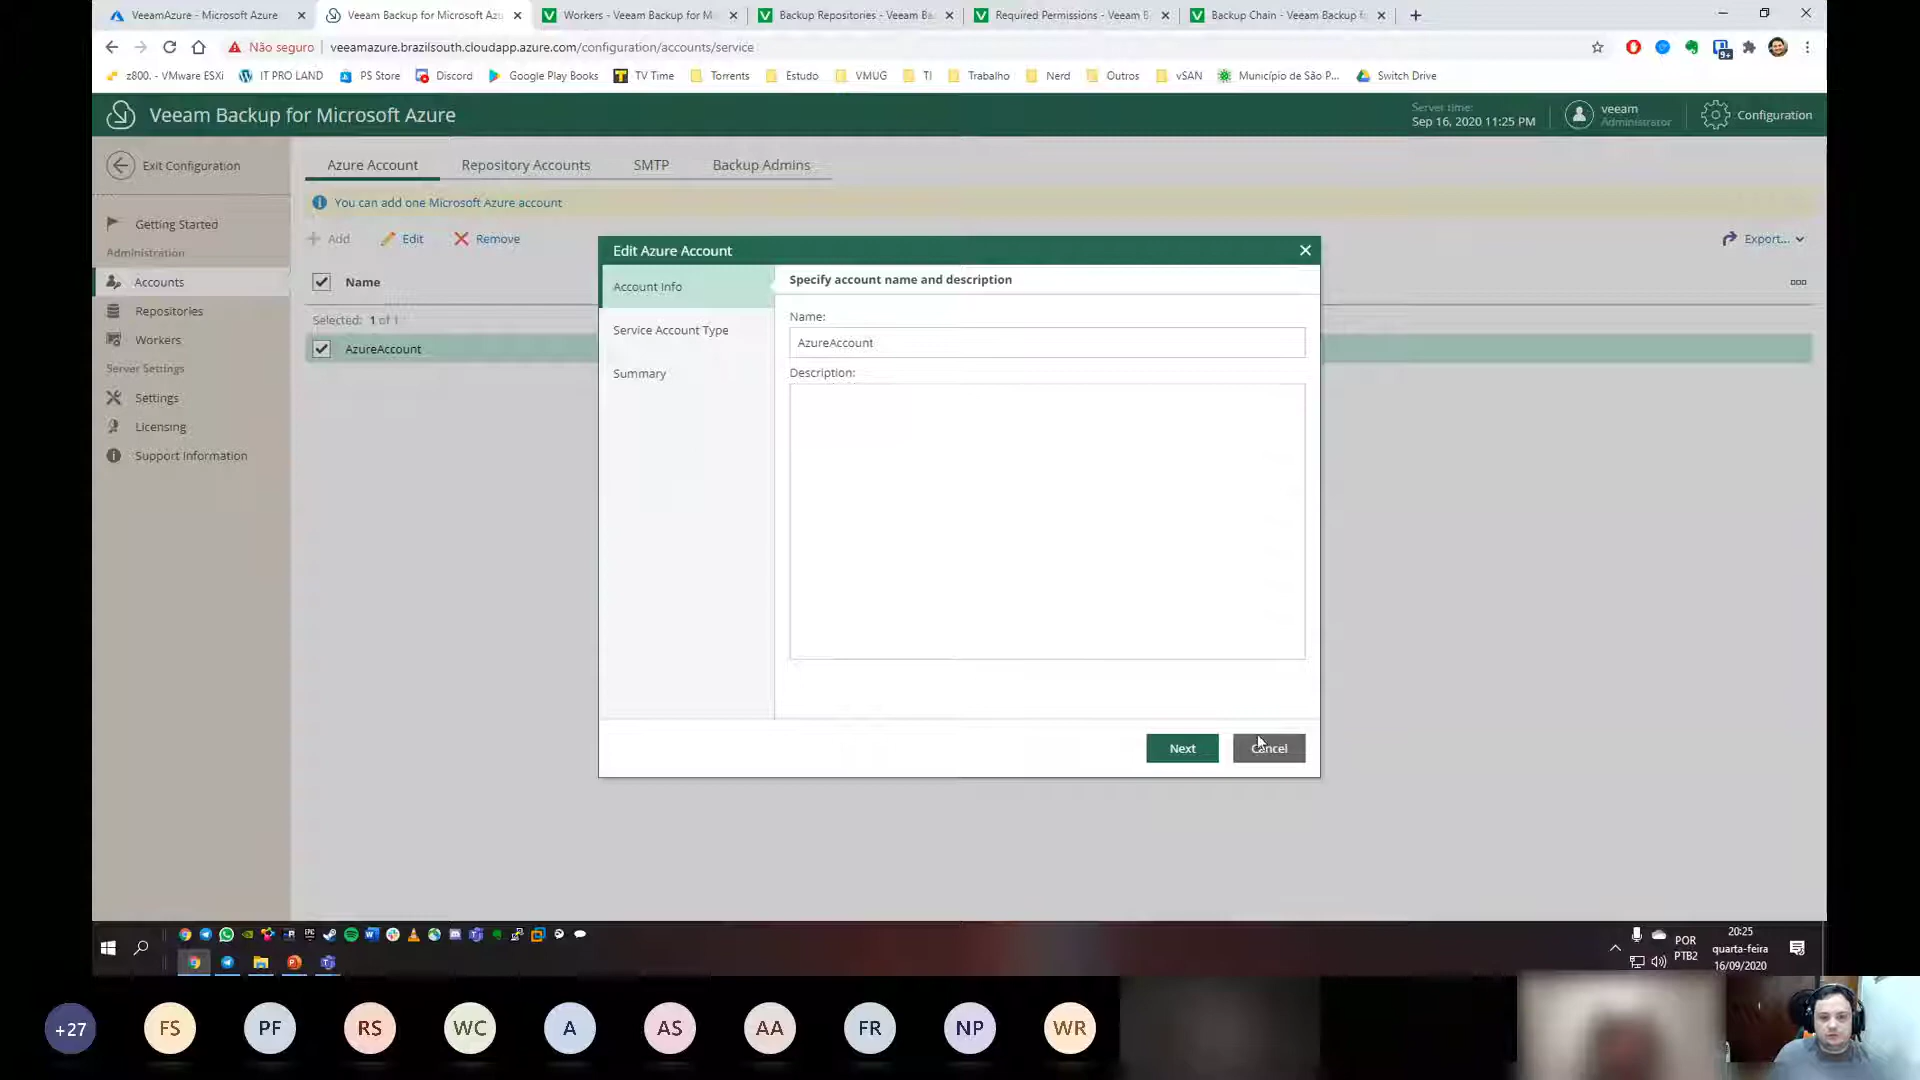 VeeamAzure - Microsoft Azure
Veeam Backup for Microsoft Azu
Workers - Veeam Backup for M
Backup Repositories - Veeam Ba
Required Permissions - Veeam B
Backup Chain - Veeam Backup f
Não seguro
veeamazure.brazilsouth.cloudapp.azure.com/configuration/accounts/service
9+
z800. - VMware ESXi
IT PRO LAND
PS Store
Discord
Google Play Books
TV Time
Torrents
Estudo
VMUG
TI
Trabalho
Nerd
Outros
vSAN
Município de São P...
Switch Drive
Veeam Backup for Microsoft Azure
Server time:
Sep 16, 2020 11:25 PM
veeam
Administrator
Configuration
Exit Configuration
Getting Started
Administration
Accounts
Repositories
Workers
Server Settings
Settings
Licensing
Support Information
Azure Account
Repository Accounts
SMTP
Backup Admins
You can add one Microsoft Azure account
Add
Edit
Remove
Export...
Name
Selected: 1 of 1
AzureAccount
Edit Azure Account
Account Info
Service Account Type
Summary
Specify account name and description
Name:
AzureAccount
Description:
Next
Cancel
POR
PTB2
20:25
quarta-feira
16/09/2020
+27
FS
PF
RS
WC
A
AS
AA
FR
NP
WR